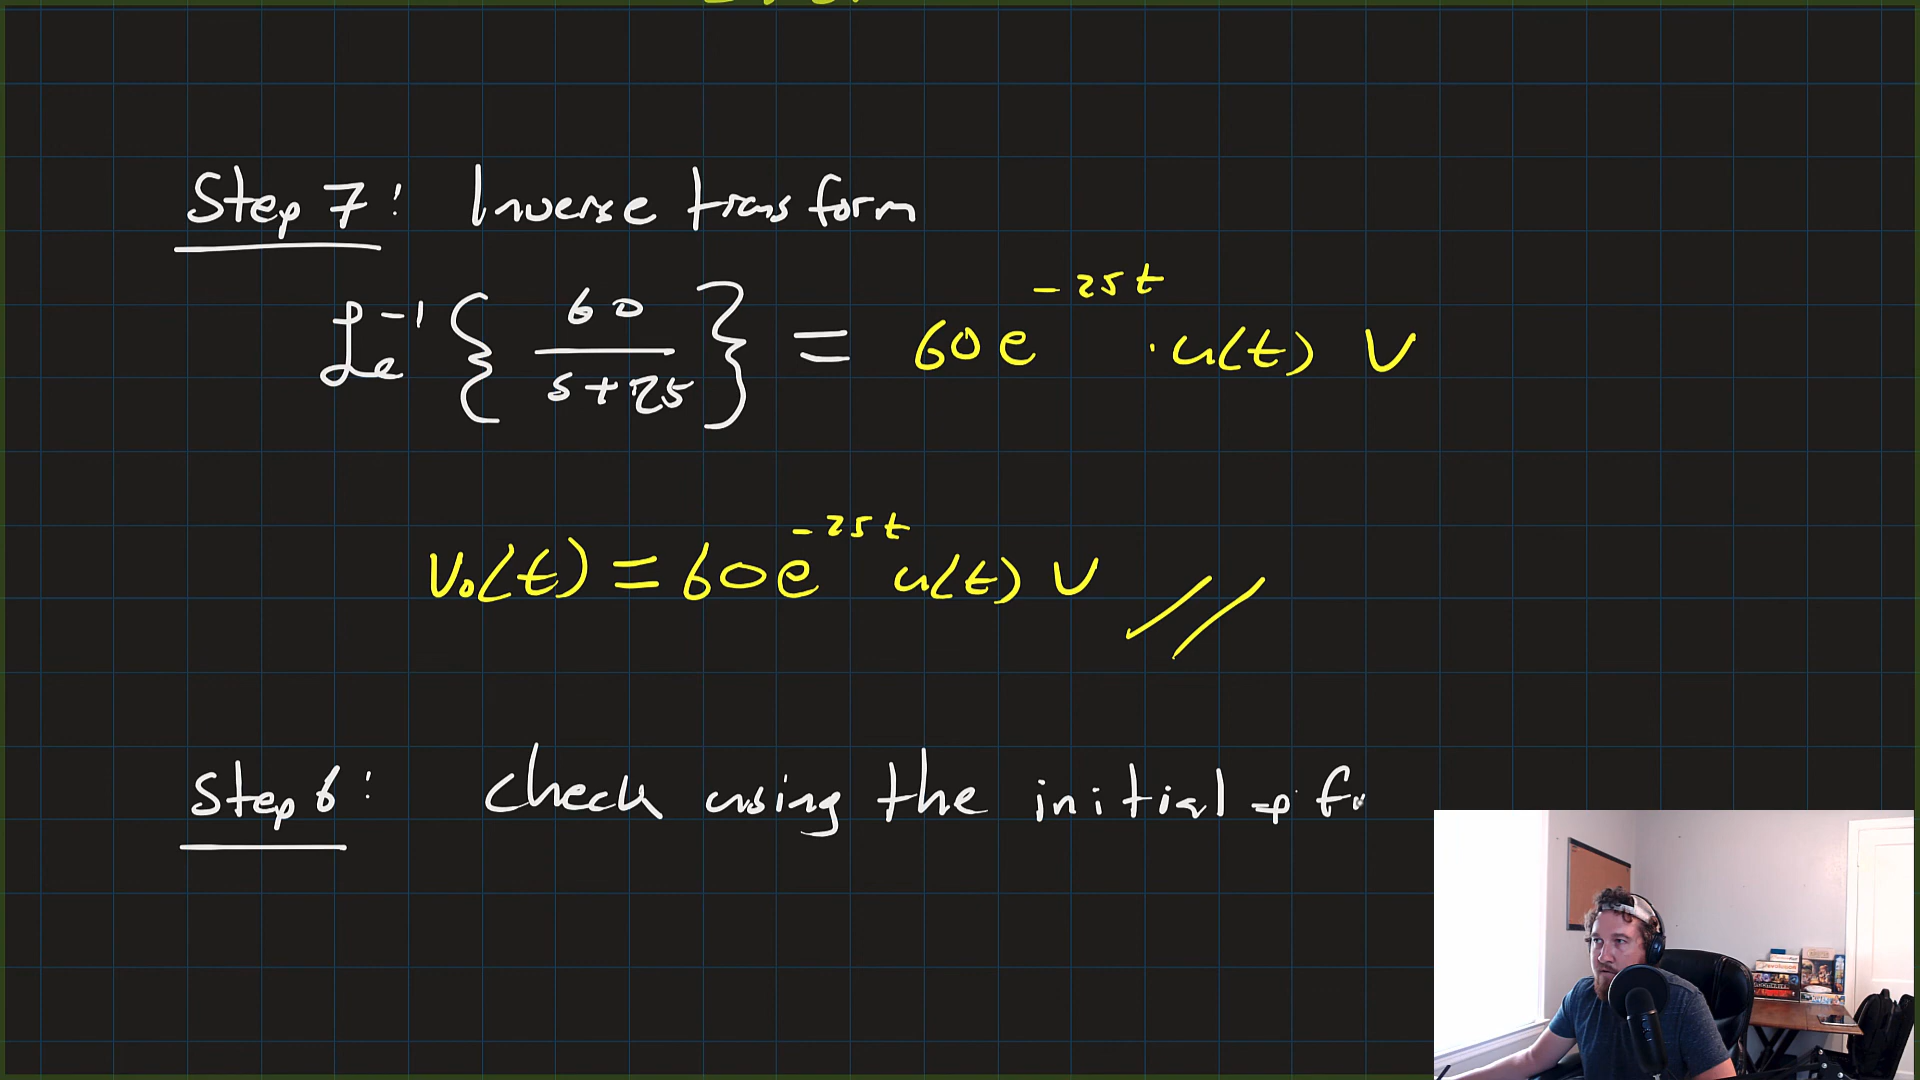 Step 7: Inverse transform
ℒ⁻¹ { 60 / s+25 } = 60e^-25t · u(t) V
v₀(t) = 60e^-25t u(t) V //
Step 6: check using the initial →